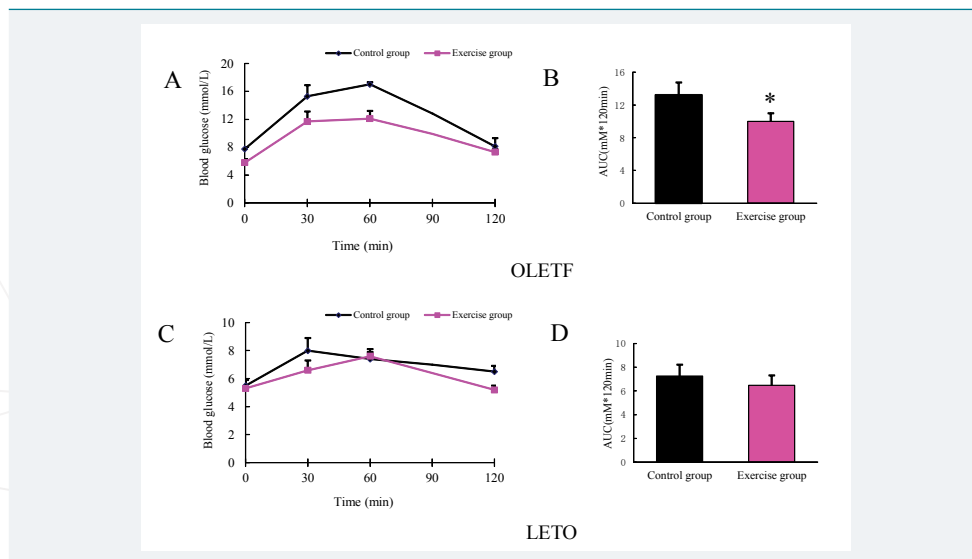 Control group Exercise group
A
Blood glucose (mmol/L)
20
16
12
8
4
0
0 30 60 90 120
Time (min)
B
*
AUC(mM*120min)
16
12
8
4
0
Control group Exercise group
OLETF
Control group Exercise group
C
Blood glucose (mmol/L)
10
8
6
4
2
0
0 30 60 90 120
Time (min)
D
AUC(mM*120min)
10
8
6
4
2
0
Control group Exercise group
LETO